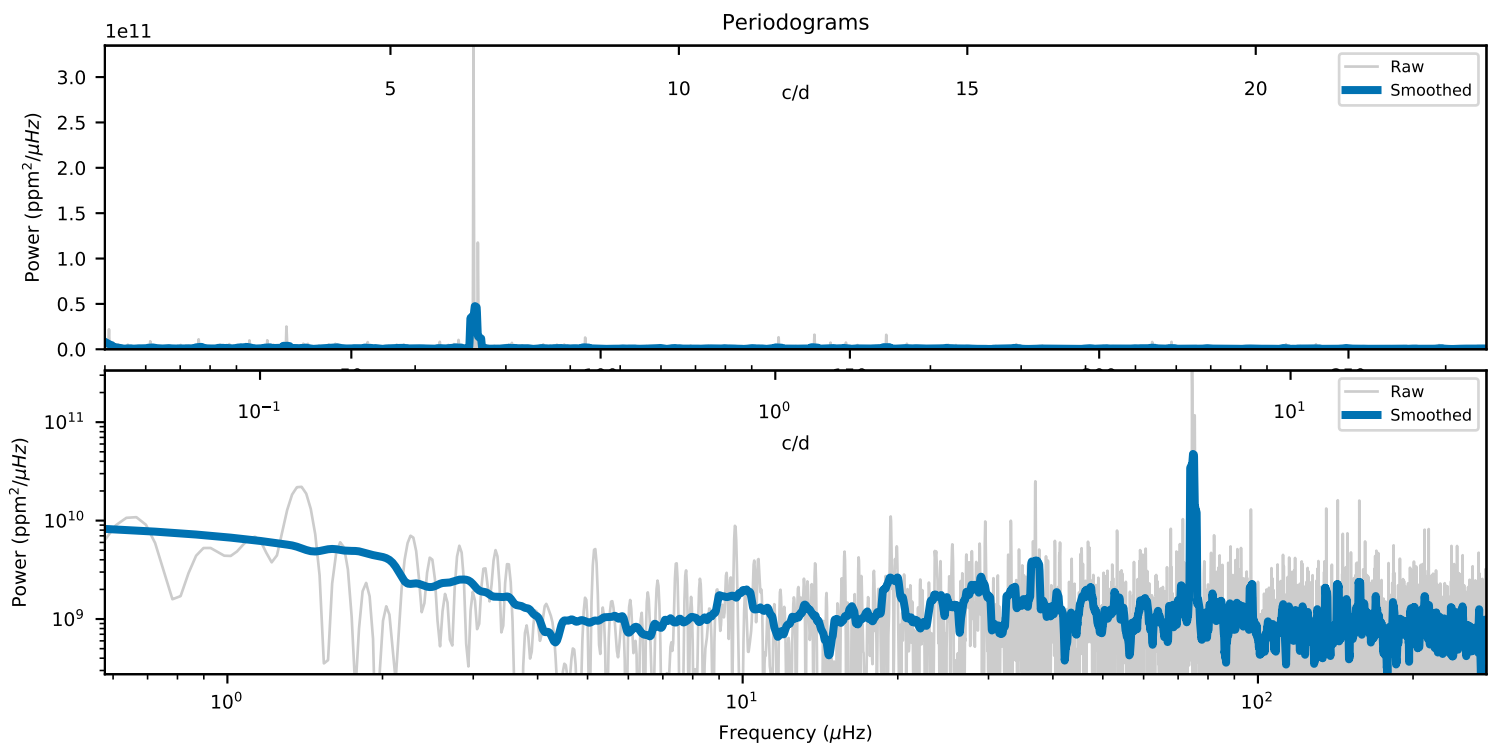 Periodograms
1e11
5 10 15 20
c/d
Raw
Smoothed
3.0
2.5
2.0
1.5
1.0
0.5
0.0
Power (ppm²/μHz)
10⁻¹ 10⁰ 10¹
c/d
Raw
Smoothed
10¹¹
10¹⁰
10⁹
Power (ppm²/μHz)
10⁰ 10¹ 10²
Frequency (μHz)